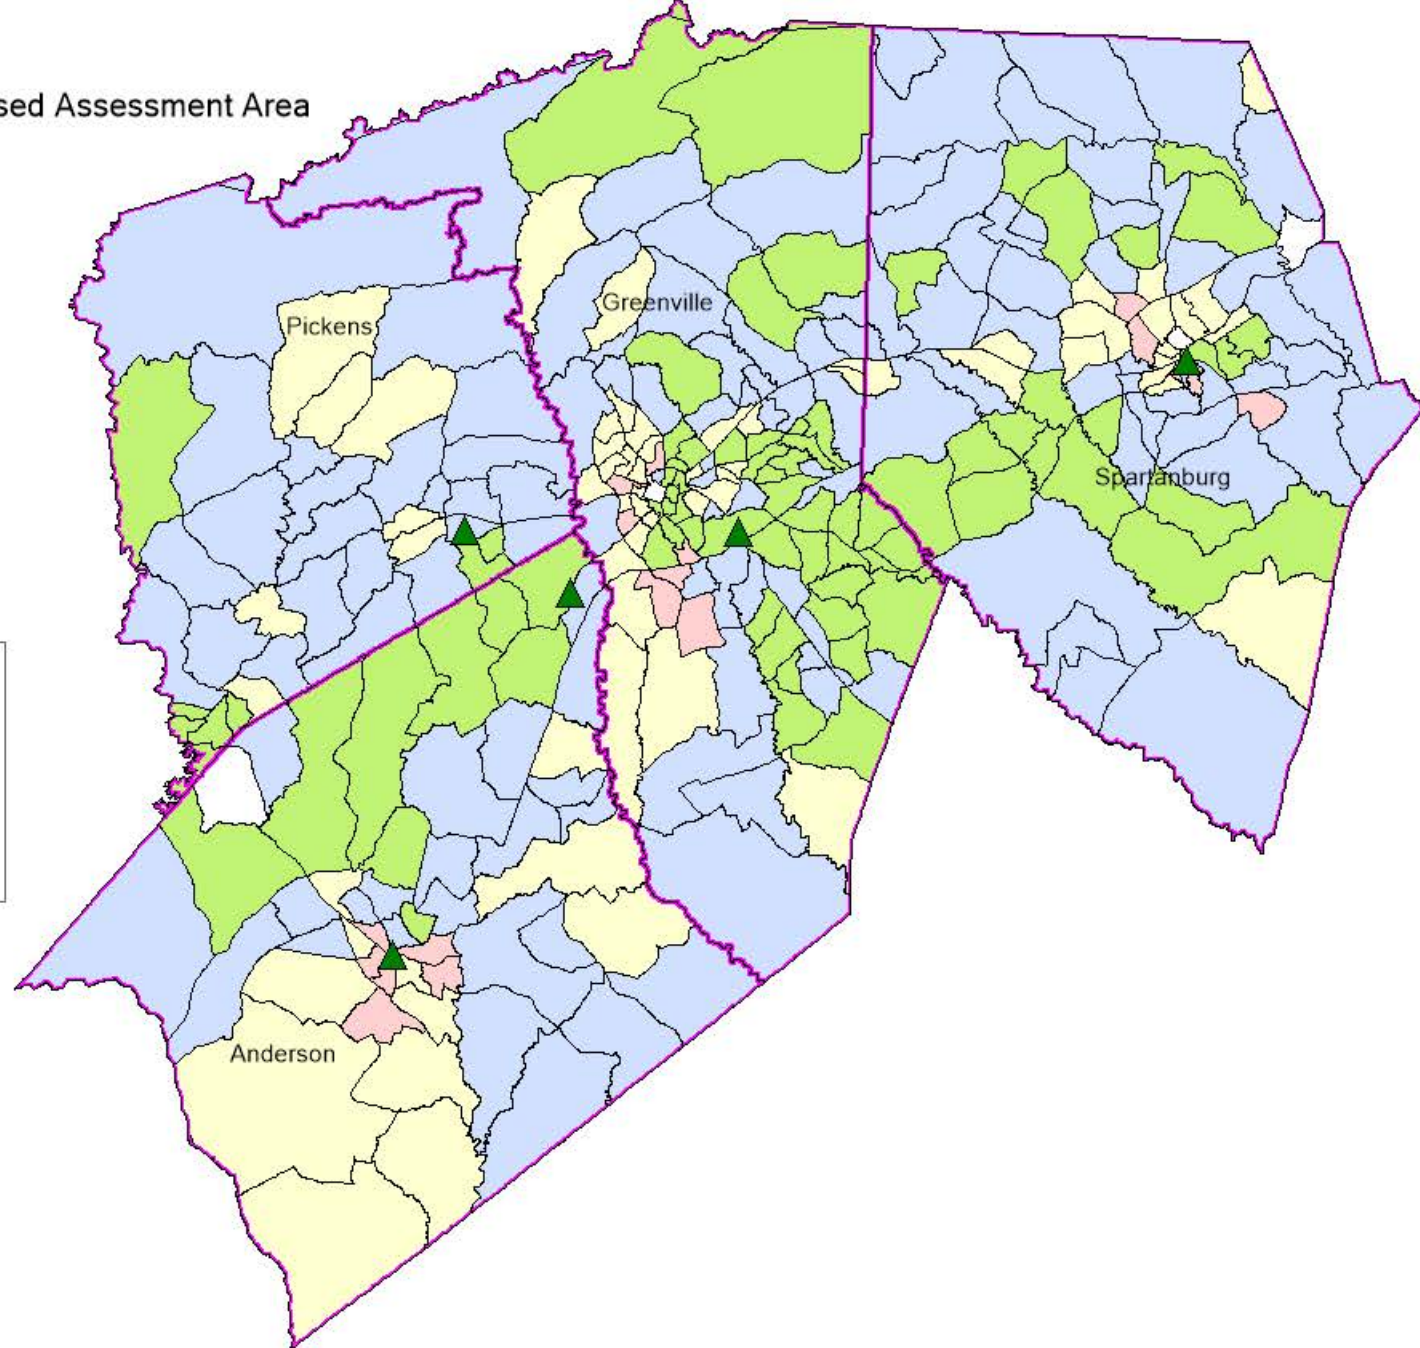 sed Assessment Area
Greenville
Pickens
Spartanburg
Anderson